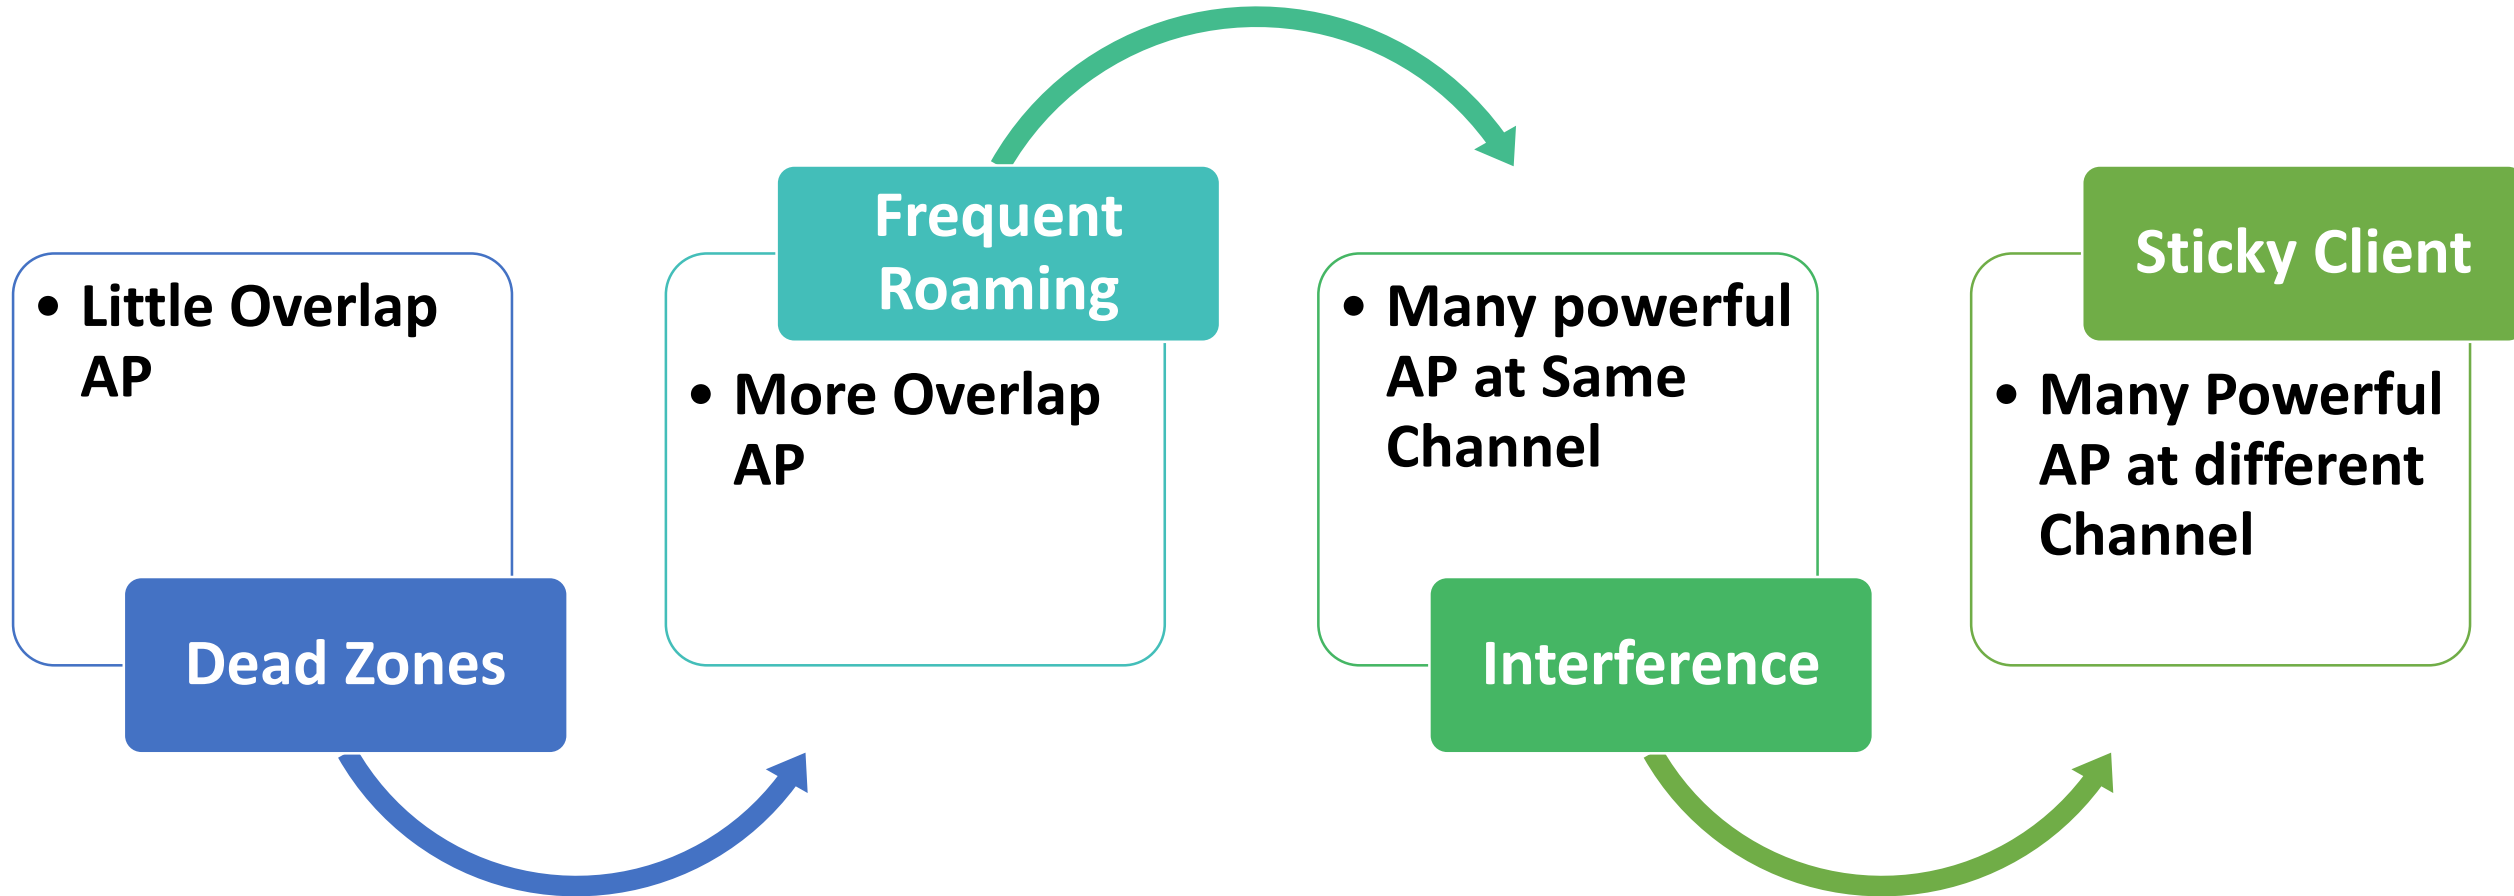 • Little Overlap
AP
Dead Zones
Frequent
Roaming
• More Overlap
AP
• Many powerful
AP at Same
Channel
Interference
Sticky Client
• Many Powerful
AP at different
Channel